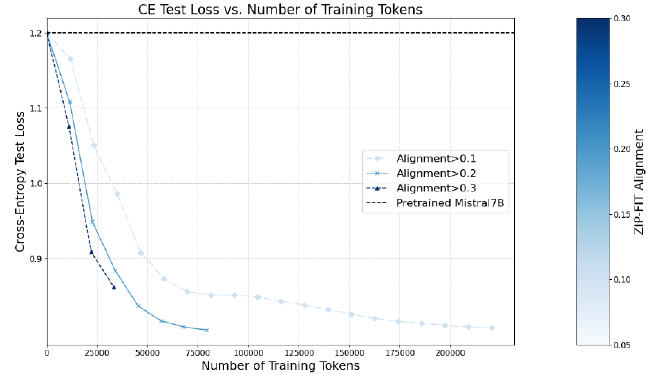 CE Test Loss vs. Number of Training Tokens
Cross-Entropy Test Loss
1.2
1.1
1.0
0.9
0
25000
50000
75000
100000
125000
150000
175000
200000
Number of Training Tokens
Alignment>0.1
Alignment>0.2
Alignment>0.3
Pretrained Mistral7B
0.30
0.25
0.20
0.15
0.10
0.05
ZIP-FIT Alignment